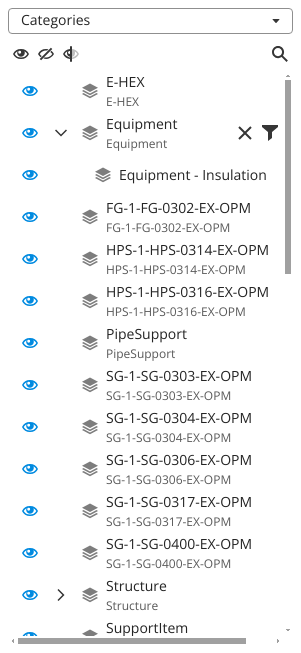 Categories
E-HEX
E-HEX
Equipment
Equipment
Equipment - Insulation
FG-1-FG-0302-EX-OPM
FG-1-FG-0302-EX-OPM
HPS-1-HPS-0314-EX-OPM
HPS-1-HPS-0314-EX-OPM
HPS-1-HPS-0316-EX-OPM
HPS-1-HPS-0316-EX-OPM
PipeSupport
PipeSupport
SG-1-SG-0303-EX-OPM
SG-1-SG-0303-EX-OPM
SG-1-SG-0304-EX-OPM
SG-1-SG-0304-EX-OPM
SG-1-SG-0306-EX-OPM
SG-1-SG-0306-EX-OPM
SG-1-SG-0317-EX-OPM
SG-1-SG-0317-EX-OPM
SG-1-SG-0400-EX-OPM
SG-1-SG-0400-EX-OPM
Structure
Structure
SupportItem